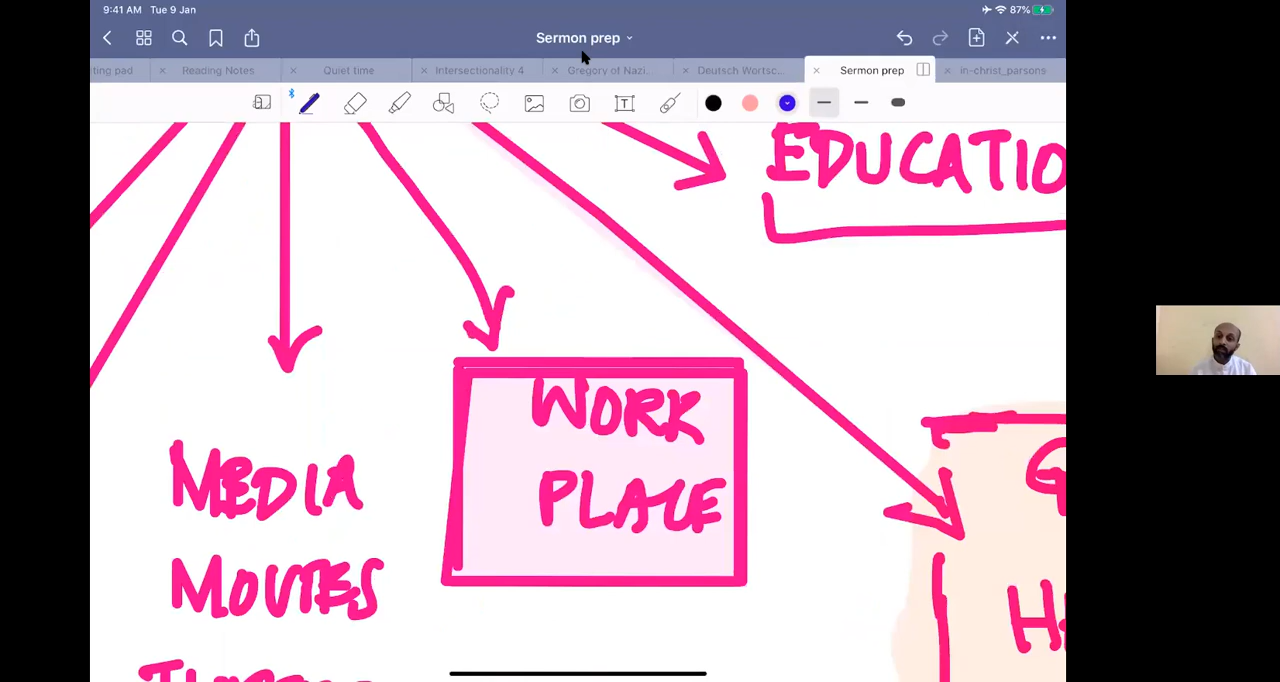 9:41 AM Tue 9 Jan
87%
Sermon prep
ting pad
Reading Notes
Quiet time
Intersectionality 4
Gregory of Nazi...
Deutsch Wortsc...
Sermon prep
in-christ_parsons
T
EDUCATIO
WORK
PLACE
MEDIA
MOVIES
G
H